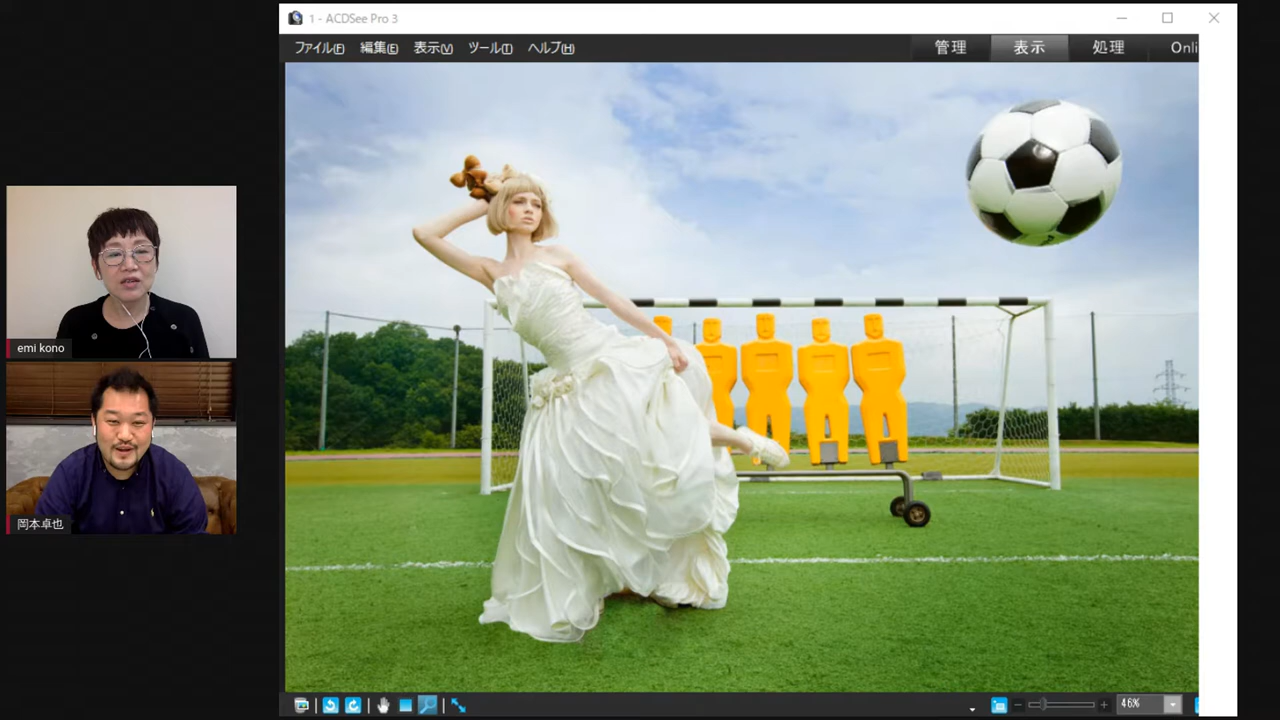 1 - ACDSee Pro 3
ファイル(F) 編集(E) 表示(V) ツール(T) ヘルプ(H)
管理 表示 処理 Onli
emi kono
岡本卓也
46%